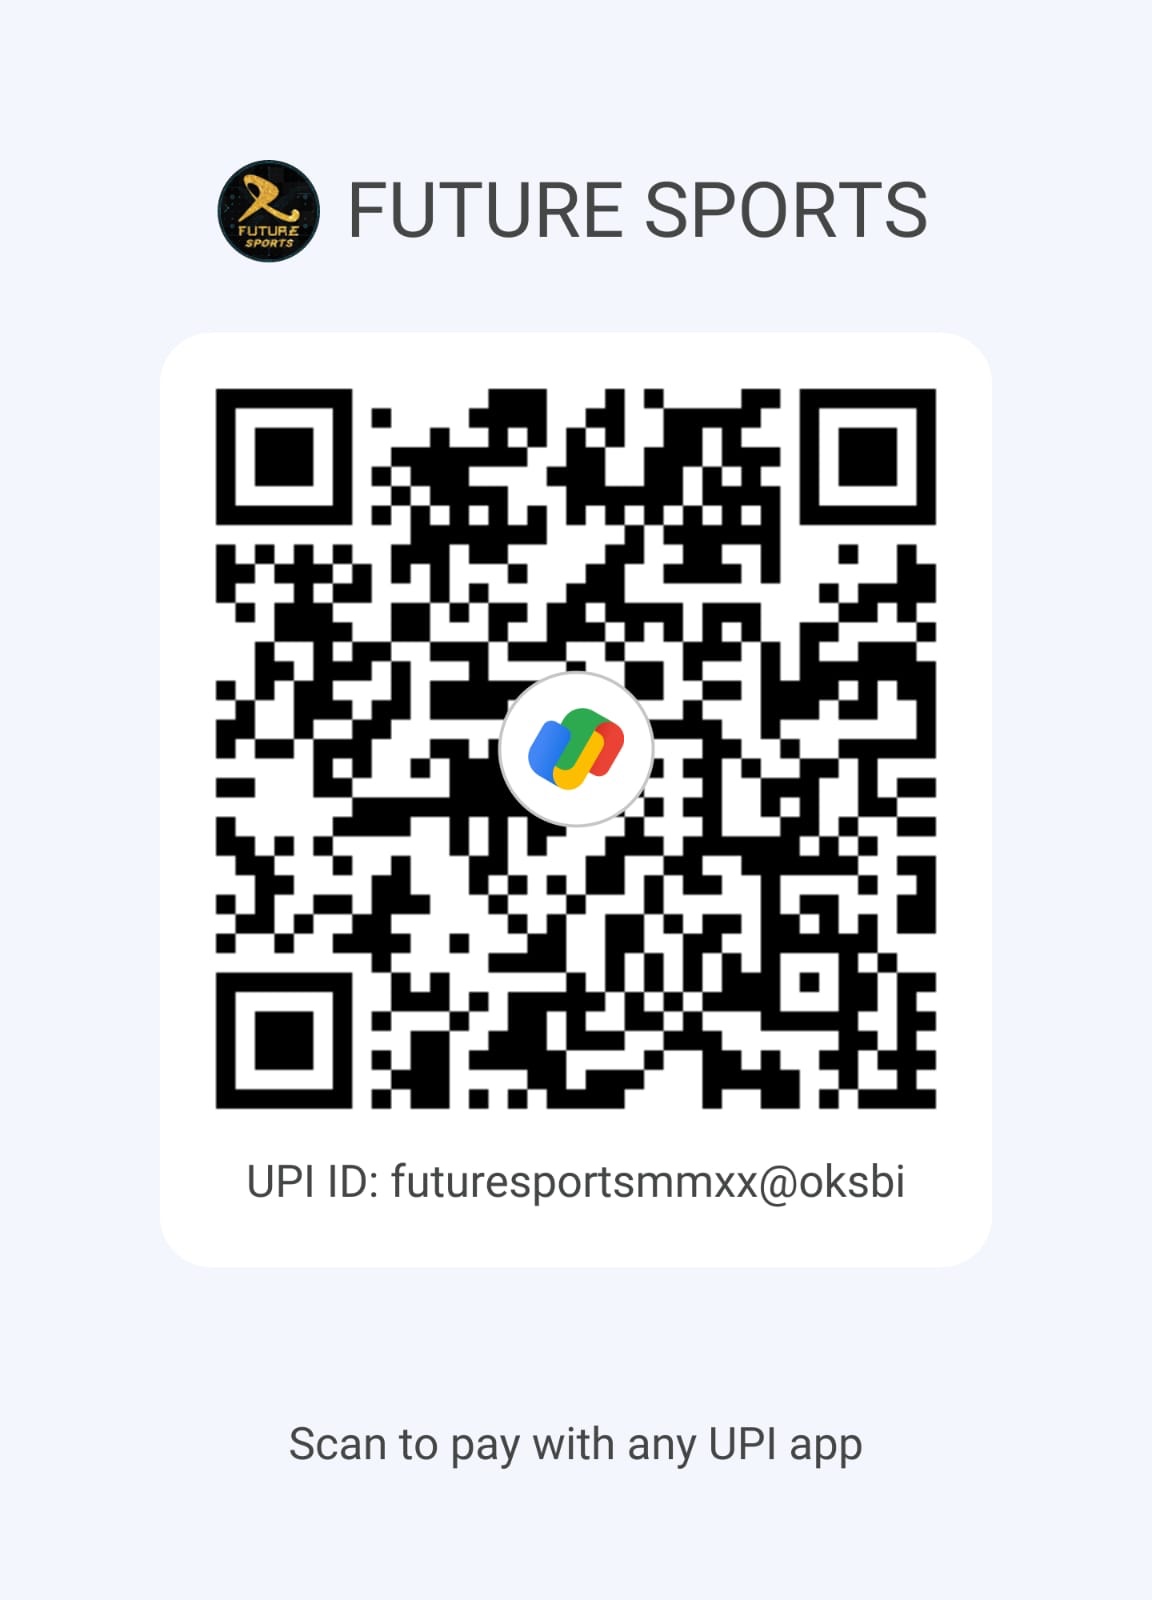 FUTURE
SPORTS
FUTURE SPORTS
UPI ID: futuresportsmmxx@oksbi
Scan to pay with any UPI app